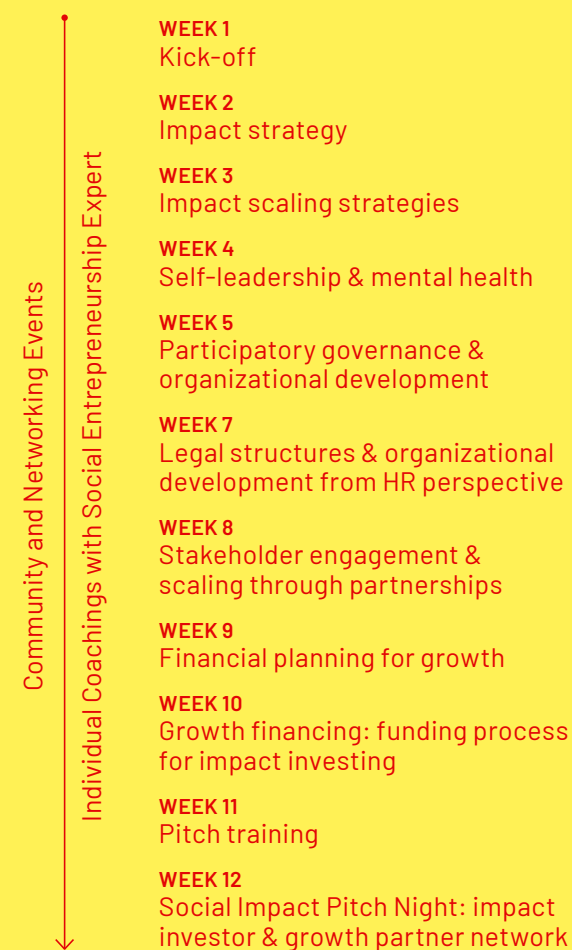 Community and Networking Events
Individual Coachings with Social Entrepreneurship Expert
WEEK 1
Kick-off
WEEK 2
Impact strategy
WEEK 3
Impact scaling strategies
WEEK 4
Self-leadership & mental health
WEEK 5
Participatory governance &
organizational development
WEEK 7
Legal structures & organizational
development from HR perspective
WEEK 8
Stakeholder engagement &
scaling through partnerships
WEEK 9
Financial planning for growth
WEEK 10
Growth financing: funding process
for impact investing
WEEK 11
Pitch training
WEEK 12
Social Impact Pitch Night: impact
investor & growth partner network